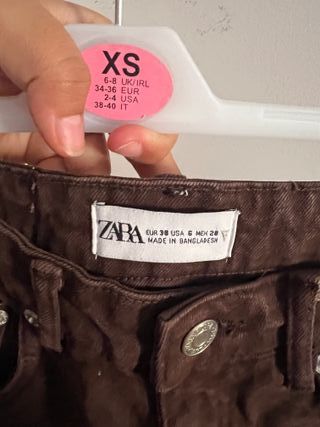 XS
6-8 UK/IRL
34-36 EUR
2-4 USA
38-40 IT
ZARA
EUR 38 USA 6 MEX 28
MADE IN BANGLADESH